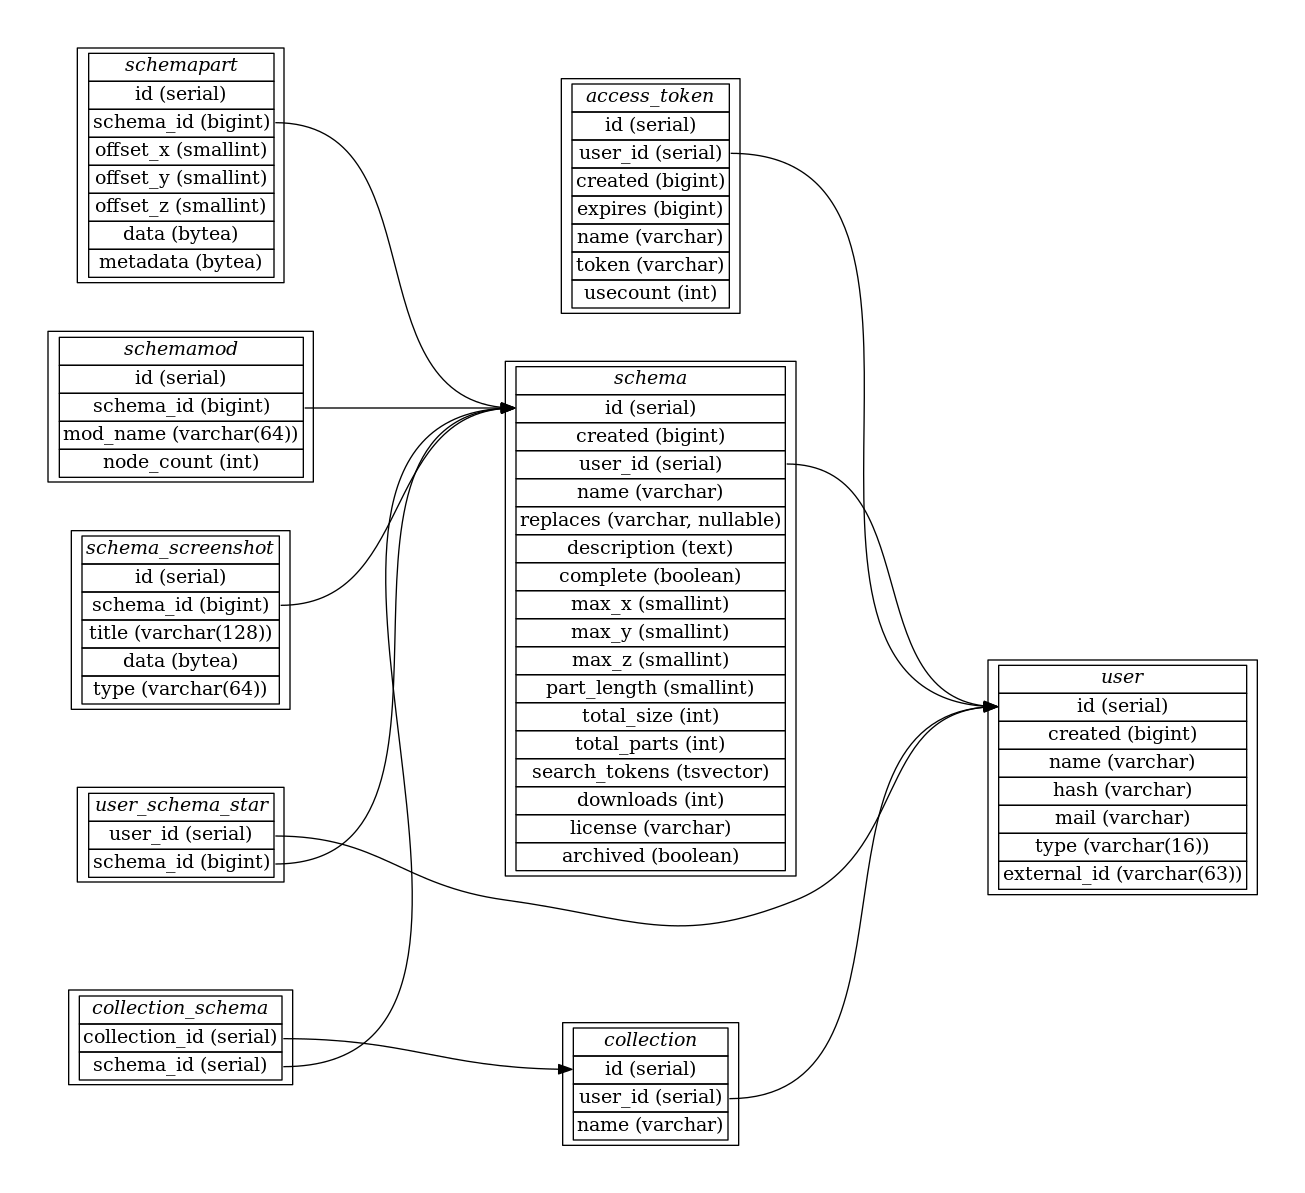 schemapart
id (serial)
schema_id (bigint)
offset_x (smallint)
offset_y (smallint)
offset_z (smallint)
data (bytea)
metadata (bytea)
schemamod
id (serial)
schema_id (bigint)
mod_name (varchar(64))
node_count (int)
schema_screenshot
id (serial)
schema_id (bigint)
title (varchar(128))
data (bytea)
type (varchar(64))
user_schema_star
user_id (serial)
schema_id (bigint)
collection_schema
collection_id (serial)
schema_id (serial)
access_token
id (serial)
user_id (serial)
created (bigint)
expires (bigint)
name (varchar)
token (varchar)
usecount (int)
schema
id (serial)
created (bigint)
user_id (serial)
name (varchar)
replaces (varchar, nullable)
description (text)
complete (boolean)
max_x (smallint)
max_y (smallint)
max_z (smallint)
part_length (smallint)
total_size (int)
total_parts (int)
search_tokens (tsvector)
downloads (int)
license (varchar)
archived (boolean)
collection
id (serial)
user_id (serial)
name (varchar)
user
id (serial)
created (bigint)
name (varchar)
hash (varchar)
mail (varchar)
type (varchar(16))
external_id (varchar(63))